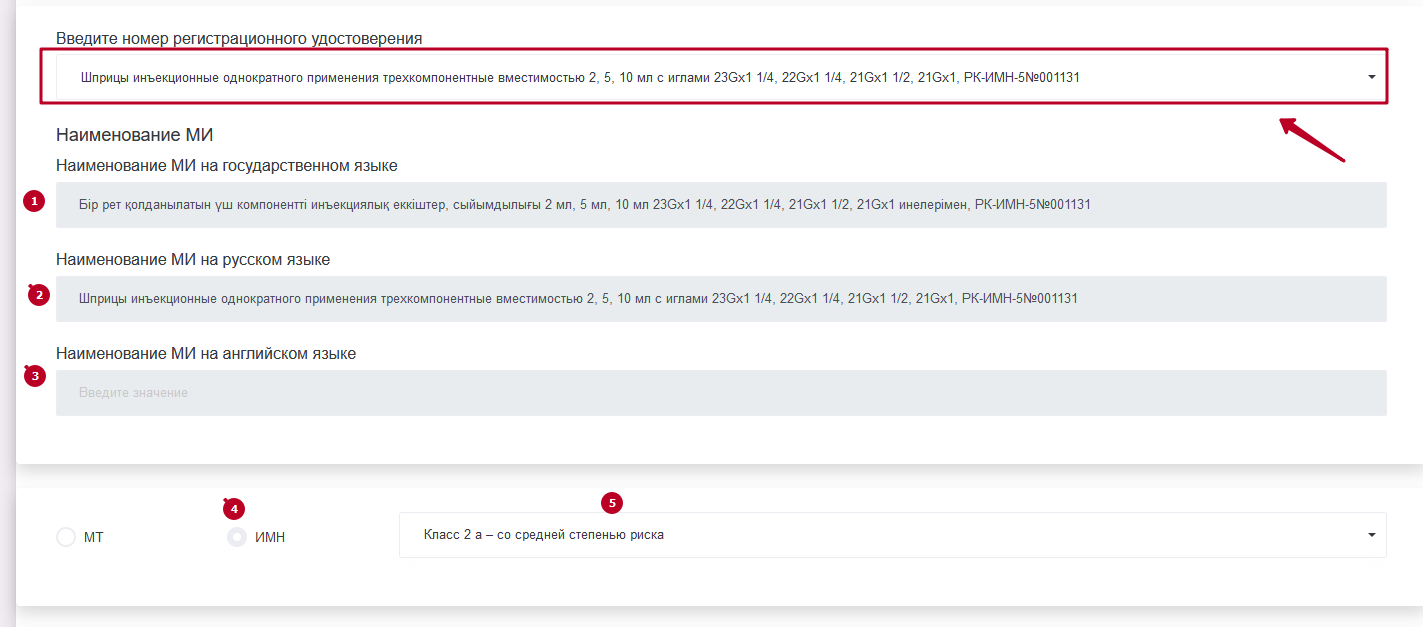 Введите номер регистрационного удостоверения
Шприцы инъекционные однократного применения трехкомпонентные вместимостью 2, 5, 10 мл с иглами 23Gx1 1/4, 22Gx1 1/4, 21Gx1 1/2, 21Gx1, РК-ИМН-5№001131
Наименование МИ
Наименование МИ на государственном языке
1
Бір рет қолданылатын үш компонентті инъекциялық еккіштер, сыйымдылығы 2 мл, 5 мл, 10 мл 23Gx1 1/4, 22Gx1 1/4, 21Gx1 1/2, 21Gx1 инелерімен, РК-ИМН-5№001131
Наименование МИ на русском языке
2
Шприцы инъекционные однократного применения трехкомпонентные вместимостью 2, 5, 10 мл с иглами 23Gx1 1/4, 22Gx1 1/4, 21Gx1 1/2, 21Gx1, РК-ИМН-5№001131
Наименование МИ на английском языке
3
Введите значение
4
5
МТ
ИМН
Класс 2 а – со средней степенью риска